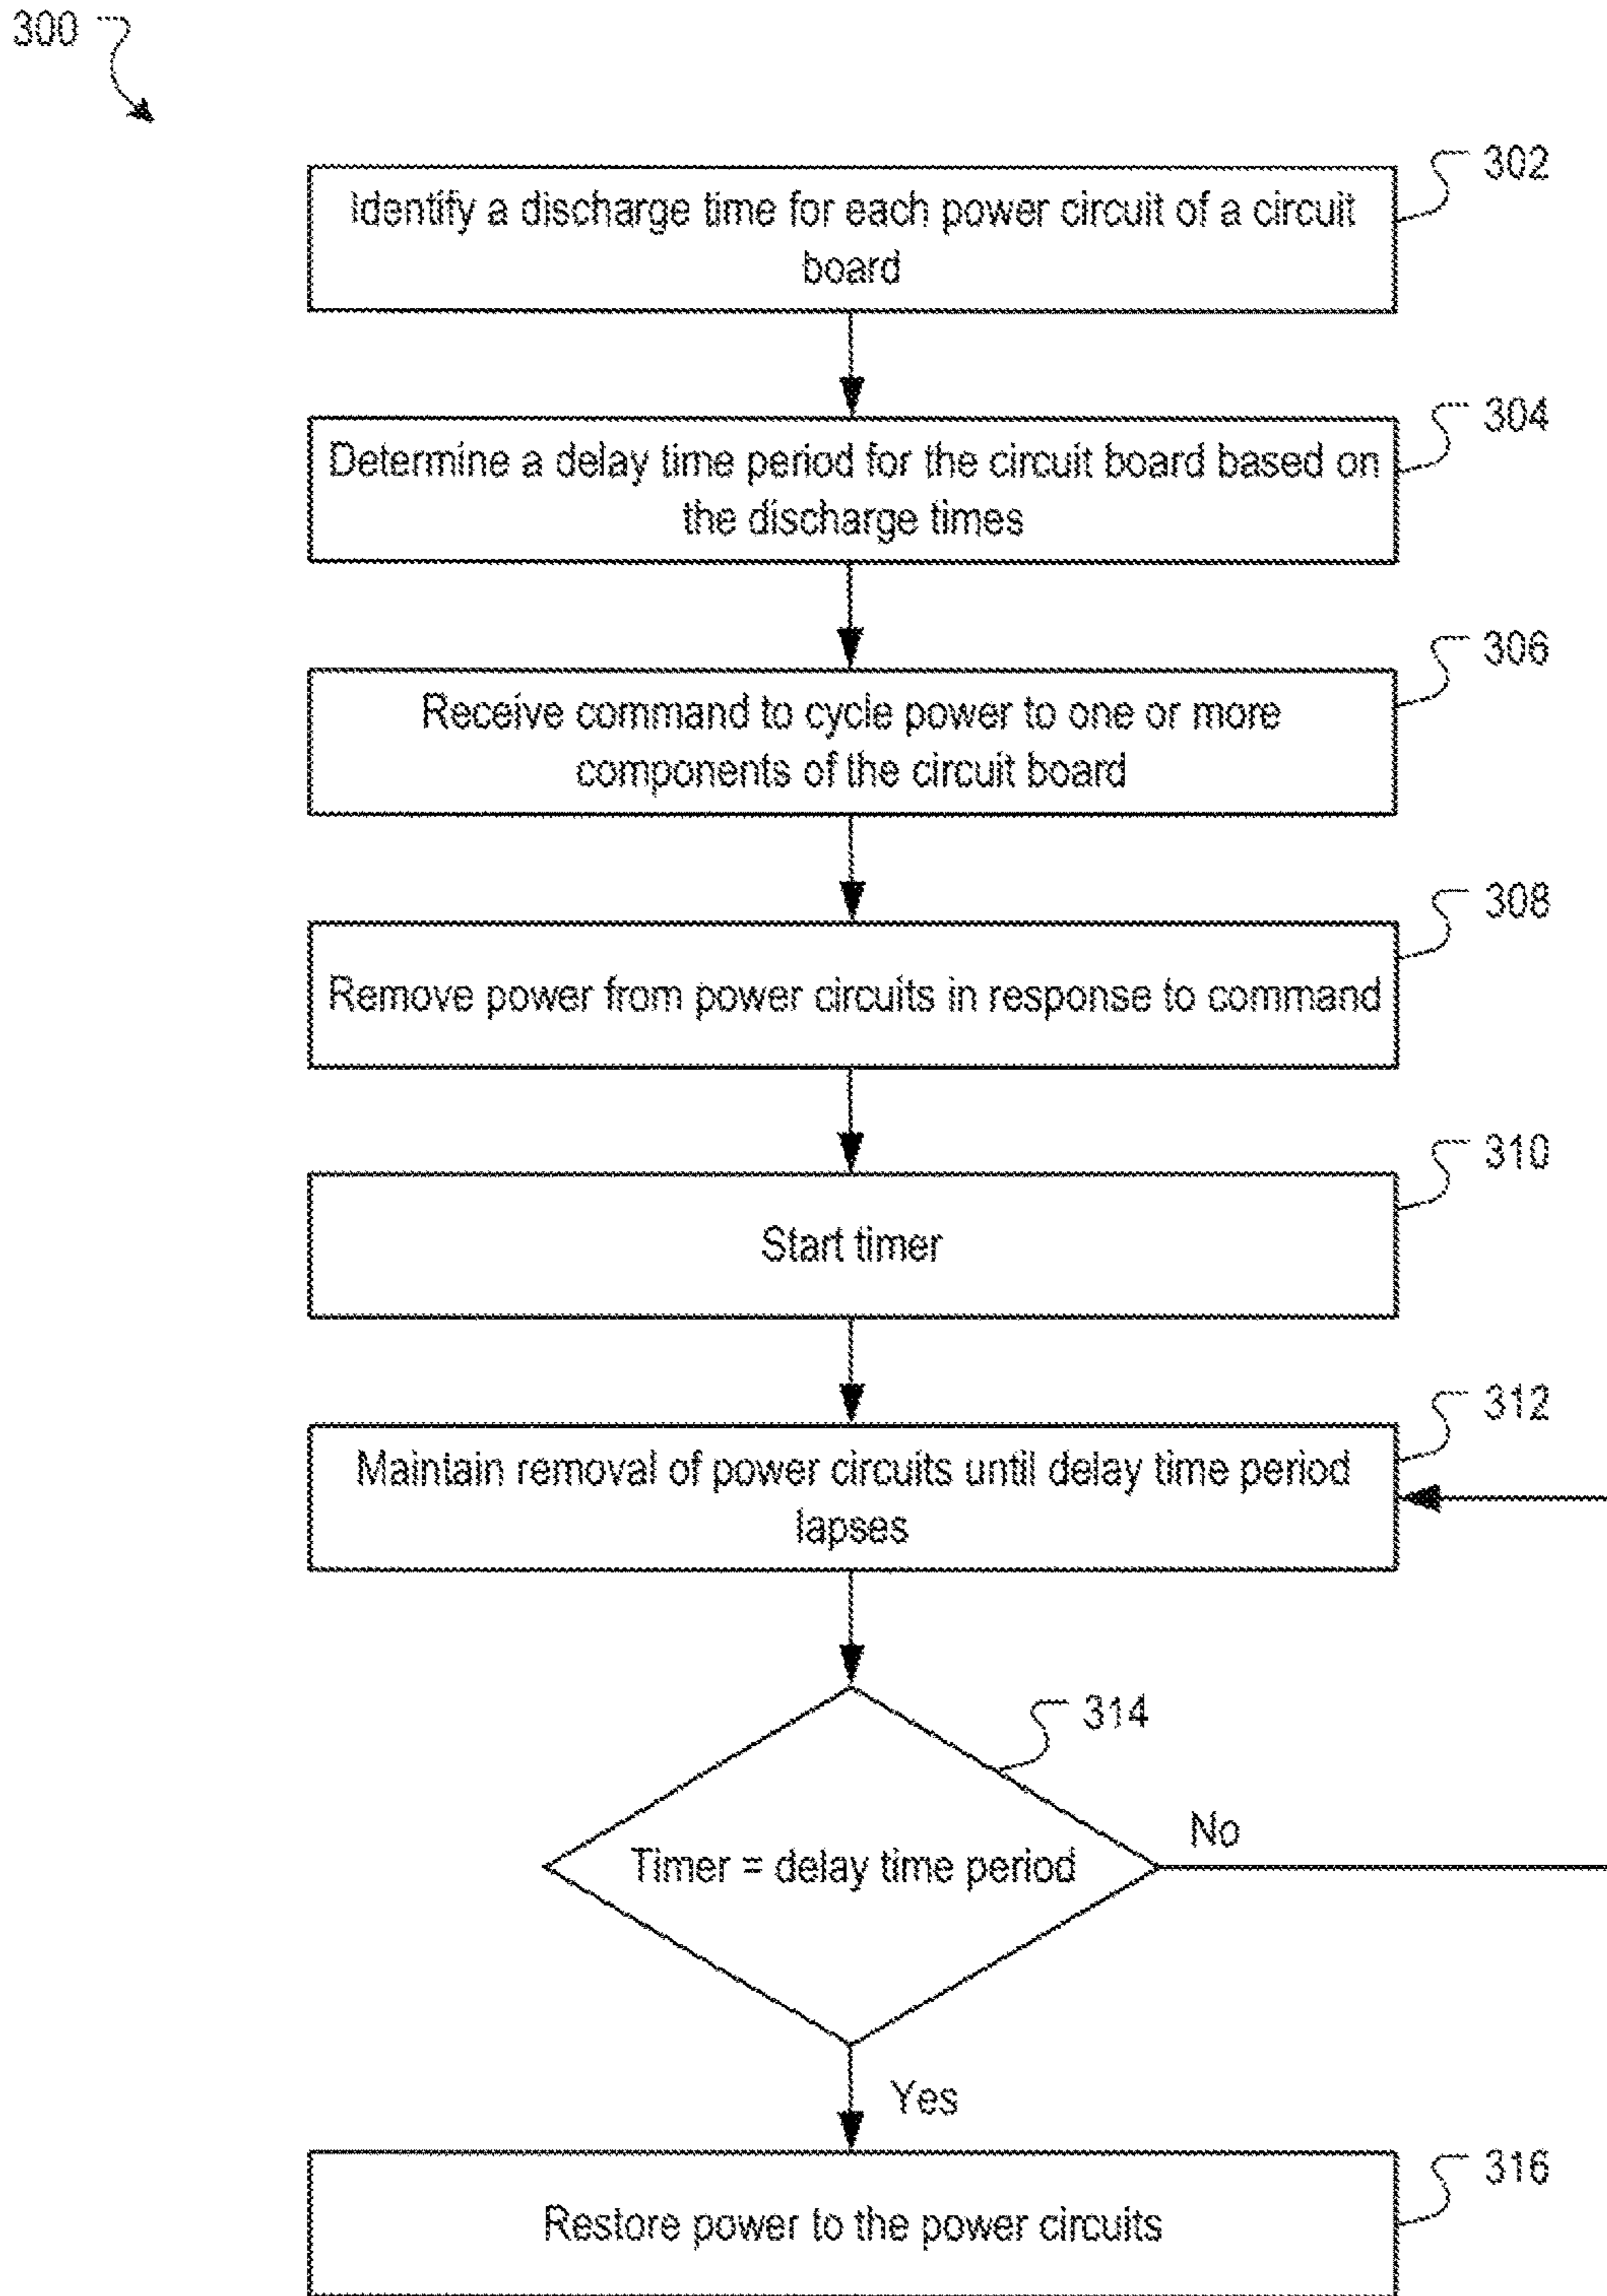 300
302
Identify a discharge time for each power circuit of a circuit
board
304
Determine a delay time period for the circuit board based on
the discharge times
306
Receive command to cycle power to one or more
components of the circuit board
308
Remove power from power circuits in response to command
310
Start timer
312
Maintain removal of power circuits until delay time period
lapses
314
Timer = delay time period
No
Yes
316
Restore power to the power circuits